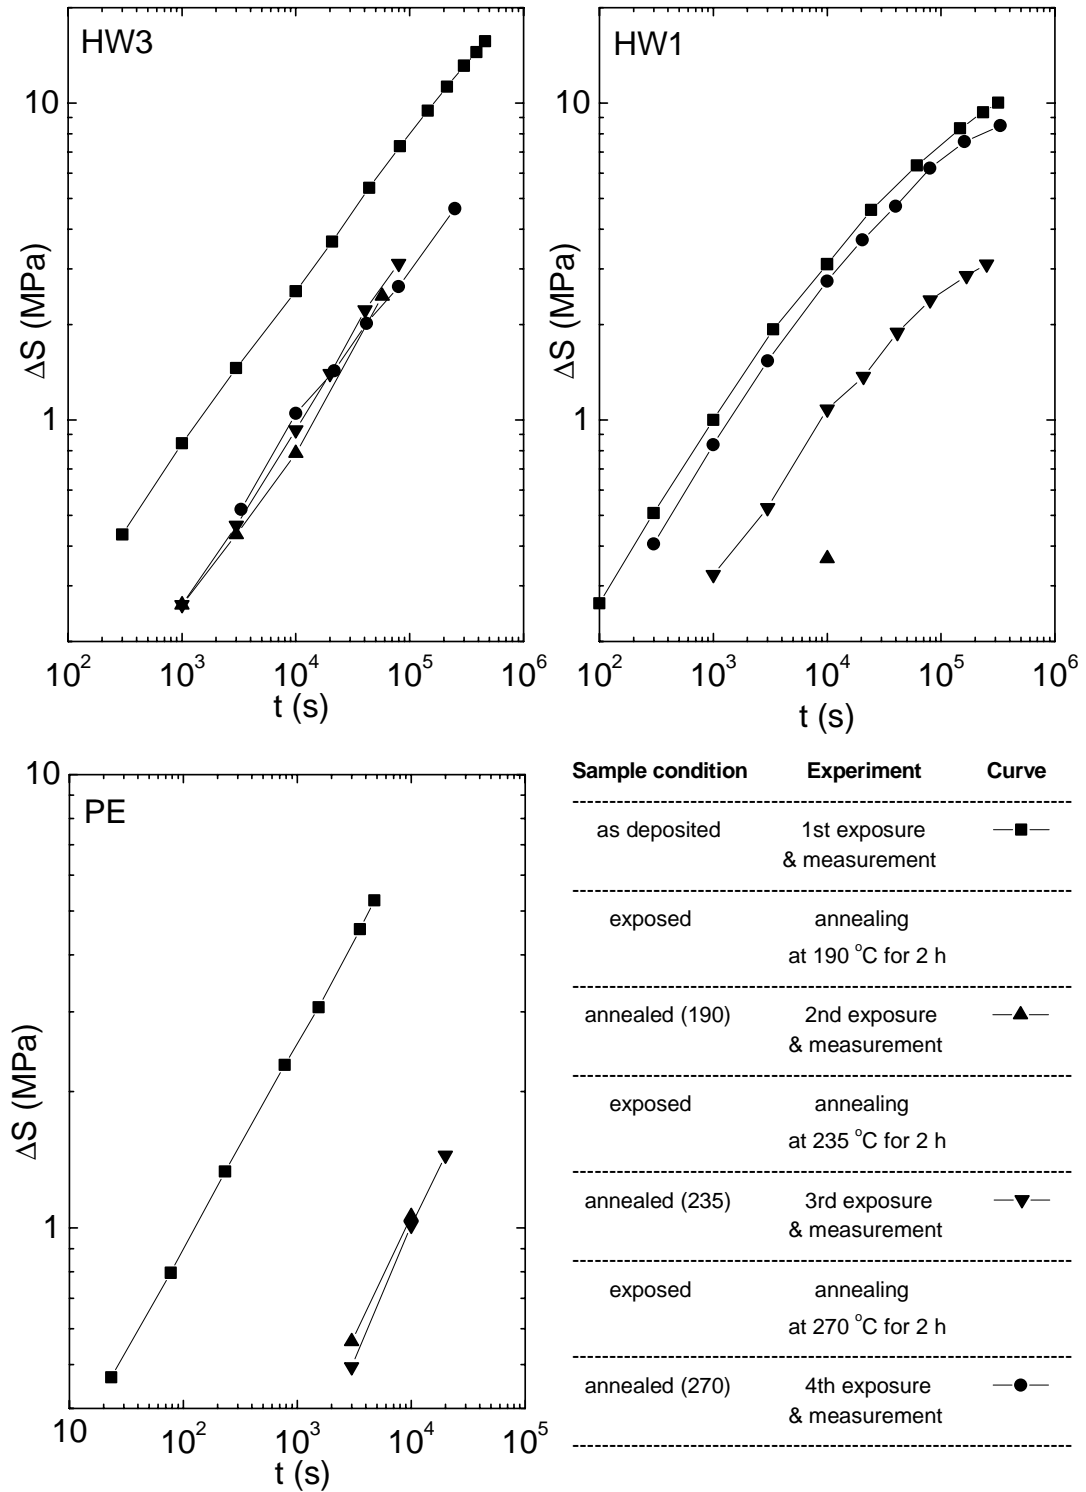 HW3
10
1
ΔS (MPa)
10² 10³ 10⁴ 10⁵ 10⁶
t (s)
HW1
10
1
ΔS (MPa)
10² 10³ 10⁴ 10⁵ 10⁶
t (s)
PE
10
1
ΔS (MPa)
10 10² 10³ 10⁴ 10⁵
t (s)
Sample condition Experiment Curve
as deposited 1st exposure
& measurement
exposed annealing
at 190 °C for 2 h
annealed (190) 2nd exposure
& measurement
exposed annealing
at 235 °C for 2 h
annealed (235) 3rd exposure
& measurement
exposed annealing
at 270 °C for 2 h
annealed (270) 4th exposure
& measurement